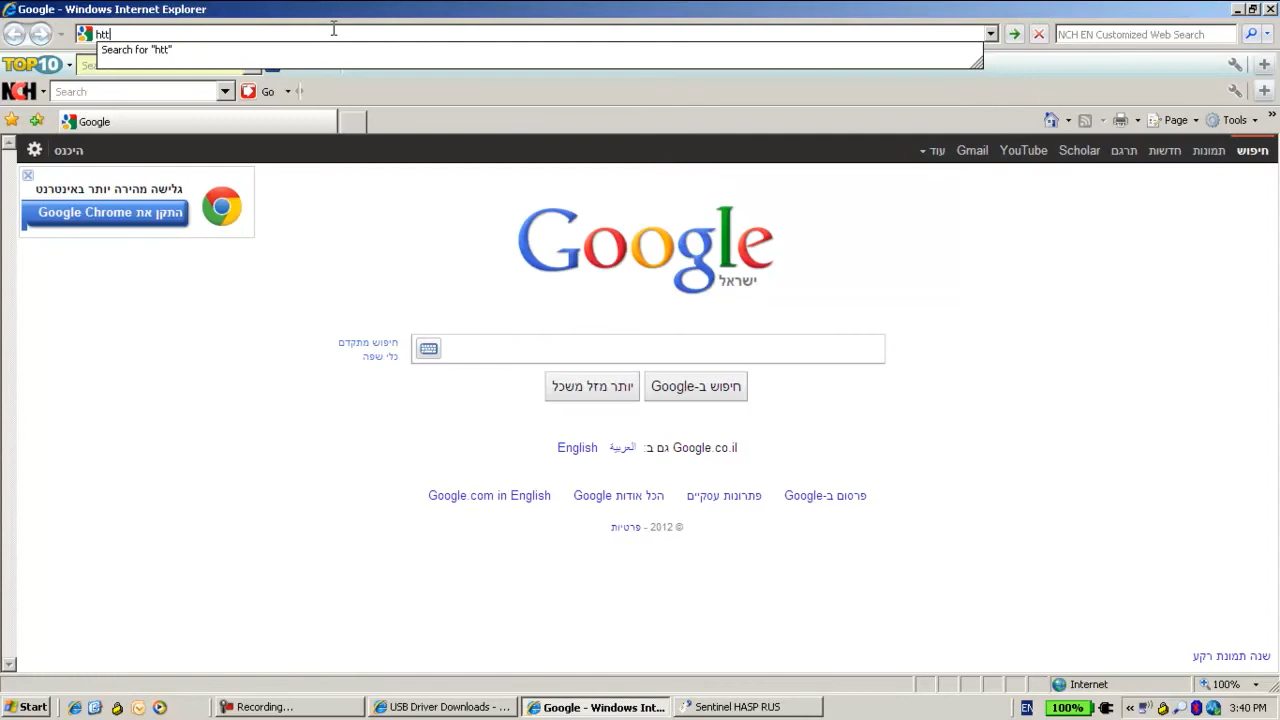 Google - Windows Internet Explorer
htt
NCH EN Customized Web Search
Search for "htt"
TOP10
NCH Search Go
Google
Page Tools
היכנס
חיפוש תמונות חדשות תרגם Scholar YouTube Gmail עוד
גלישה מהירה יותר באינטרנט
התקן את Google Chrome
Google
ישראל
חיפוש מתקדם
כלי שפה
חיפוש ב-Google יותר מזל משכל
Google.co.il גם ב: العربية English
פרסום ב-Google פתרונות עסקיים הכל אודות Google Google.com in English
© 2012 - פרטיות
שנה תמונת רקע
Internet 100%
Start Recording... USB Driver Downloads - ... Google - Windows Int... Sentinel HASP RUS EN 100% 3:40 PM